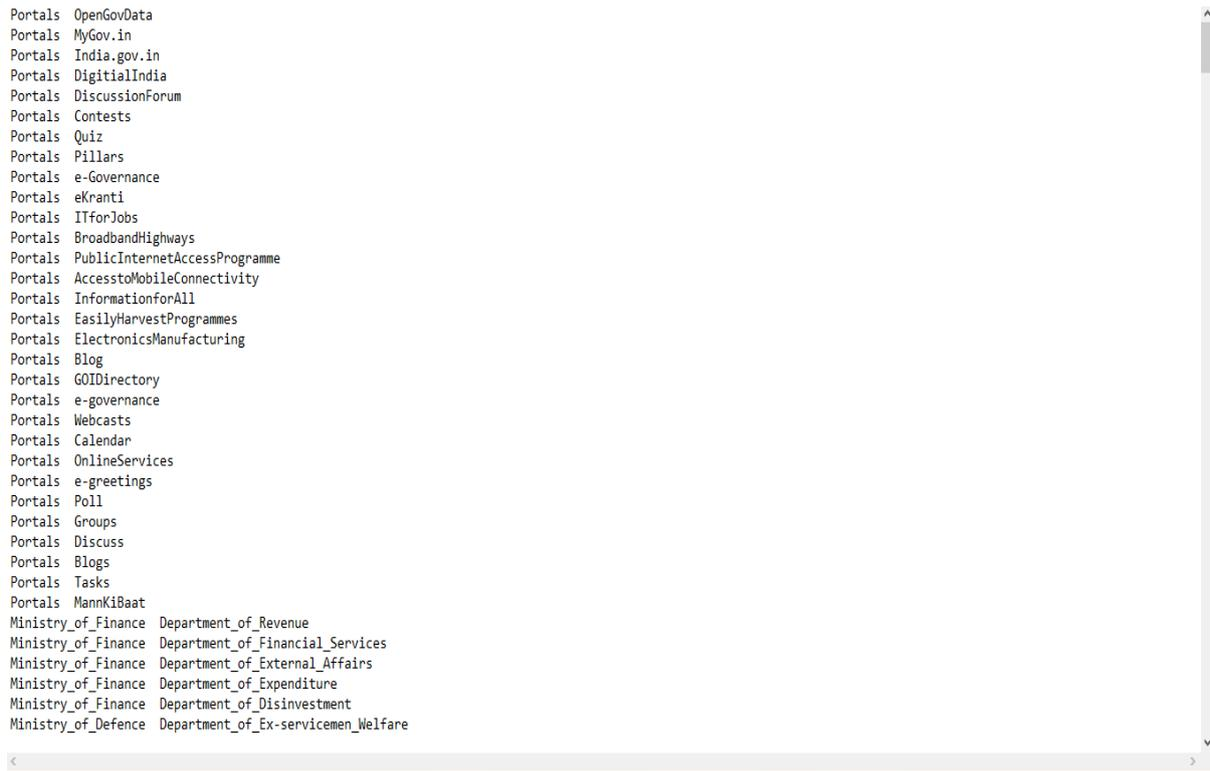 Portals  OpenGovData
Portals  MyGov.in
Portals  India.gov.in
Portals  DigitialIndia
Portals  DiscussionForum
Portals  Contests
Portals  Quiz
Portals  Pillars
Portals  e-Governance
Portals  eKranti
Portals  ITforJobs
Portals  BroadbandHighways
Portals  PublicInternetAccessProgramme
Portals  AccesstoMobileConnectivity
Portals  InformationforAll
Portals  EasilyHarvestProgrammes
Portals  ElectronicsManufacturing
Portals  Blog
Portals  GOIDirectory
Portals  e-governance
Portals  Webcasts
Portals  Calendar
Portals  OnlineServices
Portals  e-greetings
Portals  Poll
Portals  Groups
Portals  Discuss
Portals  Blogs
Portals  Tasks
Portals  MannKiBaat
Ministry_of_Finance  Department_of_Revenue
Ministry_of_Finance  Department_of_Financial_Services
Ministry_of_Finance  Department_of_External_Affairs
Ministry_of_Finance  Department_of_Expenditure
Ministry_of_Finance  Department_of_Disinvestment
Ministry_of_Defence  Department_of_Ex-servicemen_Welfare